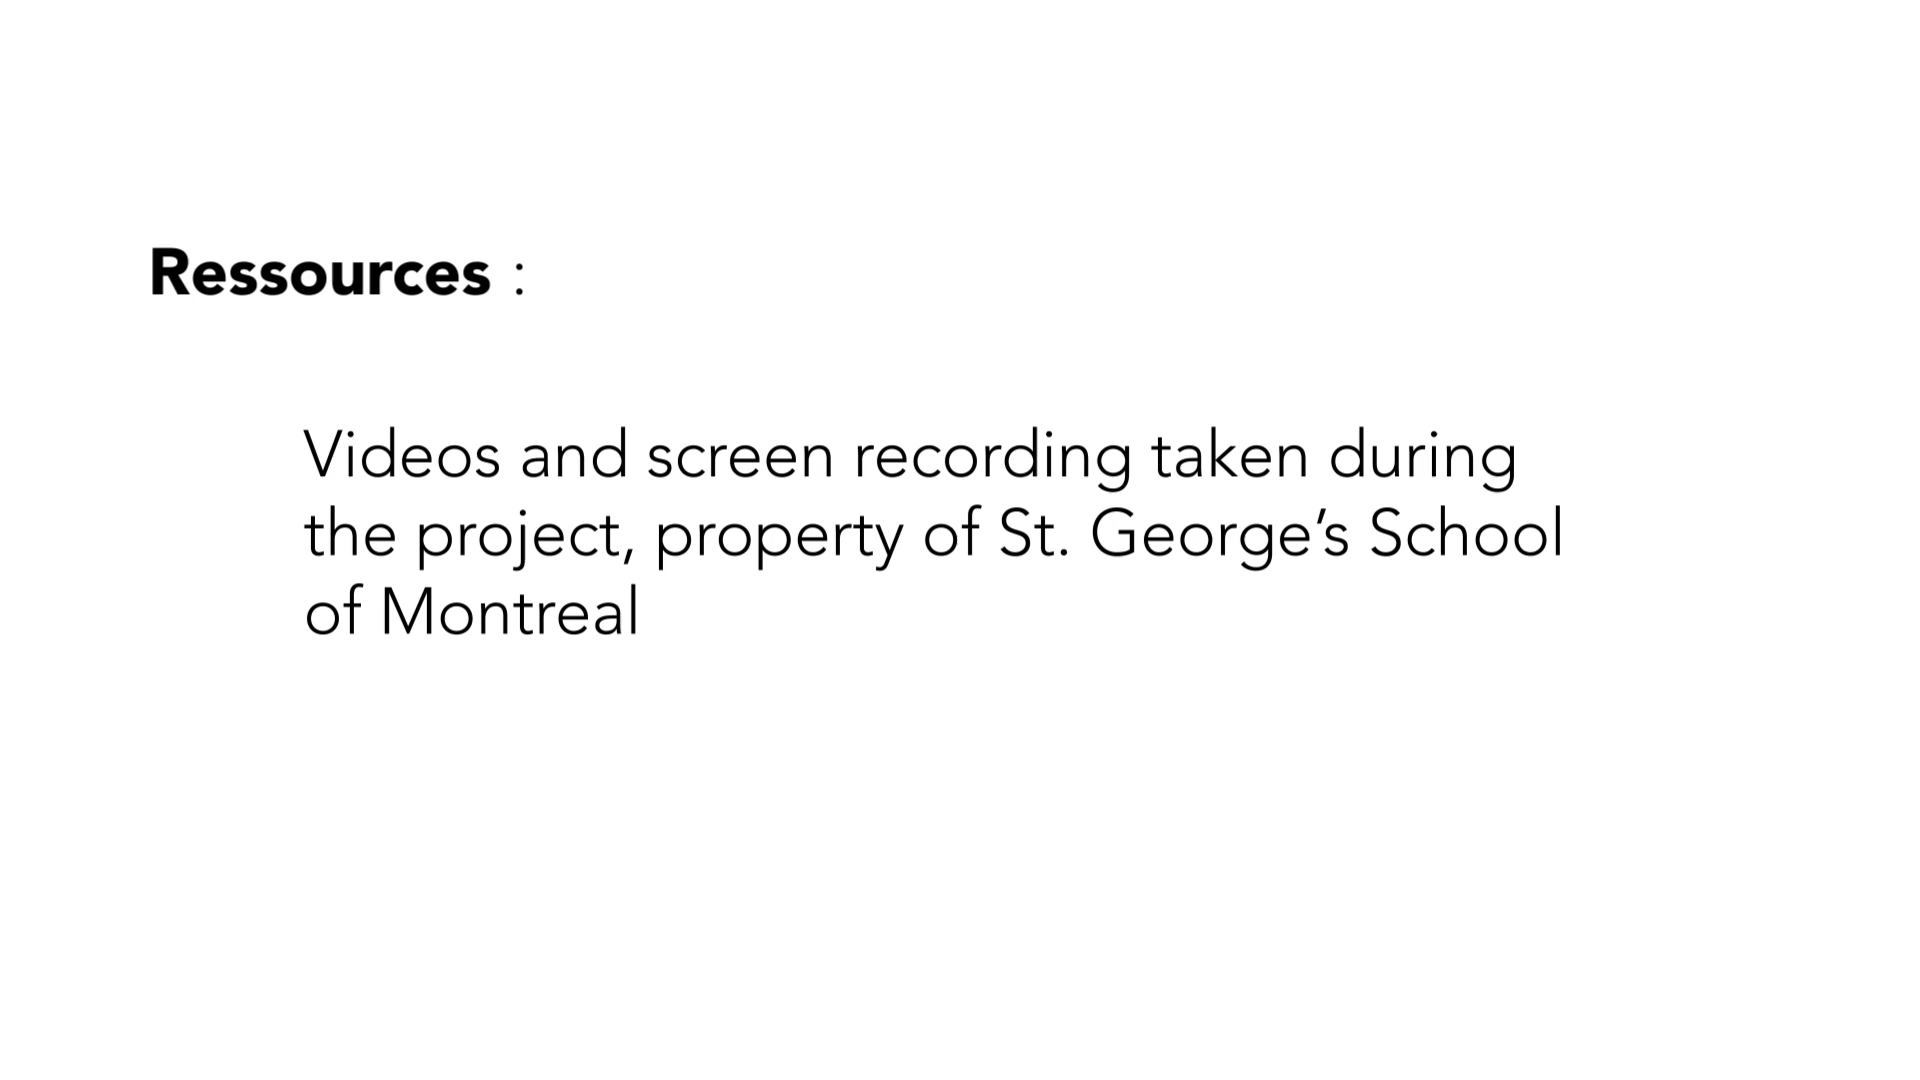 Ressources :
Videos and screen recording taken during
the project, property of St. George’s School
of Montreal